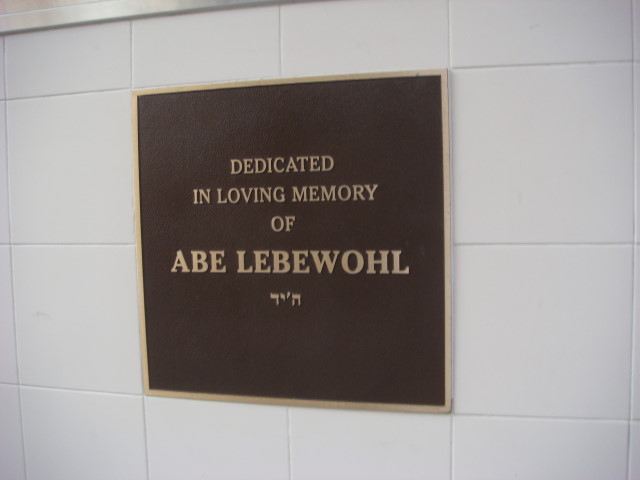 DEDICATED
IN LOVING MEMORY
OF
ABE LEBEWOHL
ה'יד